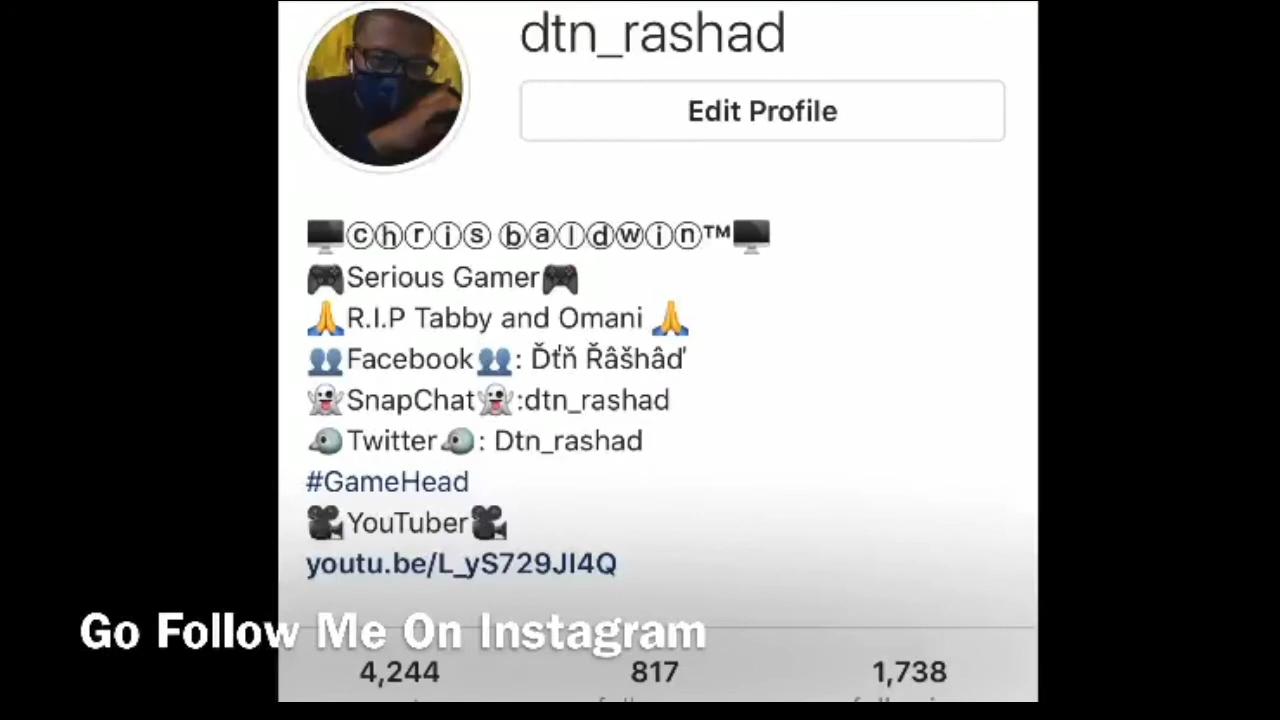 dtn_rashad
Edit Profile
🖥ⓒⓗⓡⓘⓢ ⓑⓐⓛⓓⓦⓘⓝ™🖥
🎮Serious Gamer🎮
🙏R.I.P Tabby and Omani 🙏
👥Facebook👥: Ďťň Řâšhâď
👻SnapChat👻:dtn_rashad
🐦Twitter🐦: Dtn_rashad
#GameHead
🎥YouTuber🎥
youtu.be/L_yS729JI4Q
Go Follow Me On Instagram
4,244 817 1,738